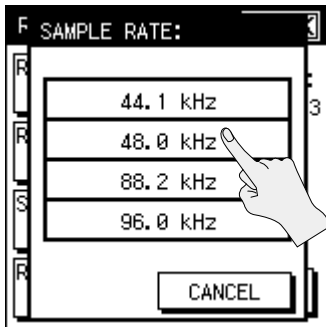 SAMPLE RATE:
44.1 kHz
48.0 kHz
88.2 kHz
96.0 kHz
CANCEL